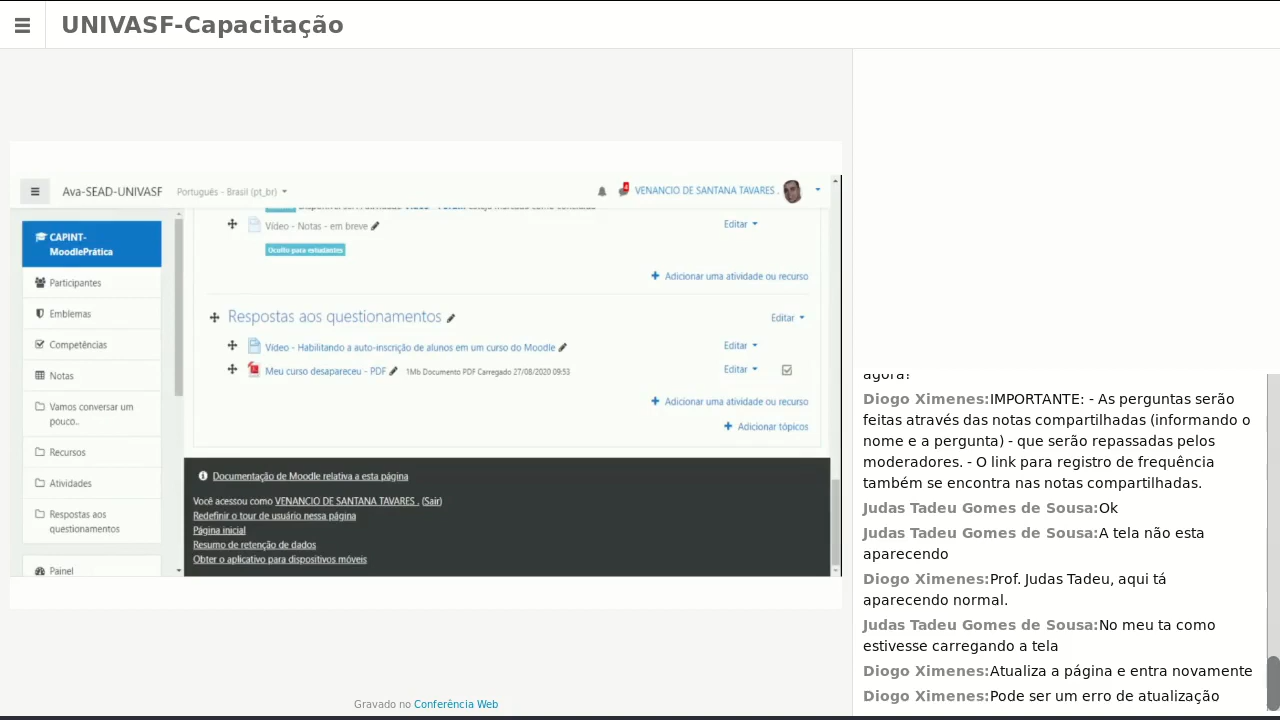 UNIVASF-Capacitação
Ava-SEAD-UNIVASF
Português - Brasil (pt_br)
4
VENANCIO DE SANTANA TAVARES .
CAPINT-
MoodlePrática
Participantes
Emblemas
Competências
Notas
Vamos conversar um
pouco..
Recursos
Atividades
Respostas aos
questionamentos
Painel
Vídeo - Notas - em breve
Editar
Oculto para estudantes
Adicionar uma atividade ou recurso
Respostas aos questionamentos
Editar
Vídeo - Habilitando a auto-inscrição de alunos em um curso do Moodle
Editar
Meu curso desapareceu - PDF
1Mb Documento PDF Carregado 27/08/2020 09:53
Editar
Adicionar uma atividade ou recurso
Adicionar tópicos
Documentação de Moodle relativa a esta página
Você acessou como VENANCIO DE SANTANA TAVARES . (Sair)
Redefinir o tour de usuário nessa página
Página inicial
Resumo de retenção de dados
Obter o aplicativo para dispositivos móveis
Gravado no Conferência Web
agora?
Diogo Ximenes:IMPORTANTE: - As perguntas serão
feitas através das notas compartilhadas (informando o
nome e a pergunta) - que serão repassadas pelos
moderadores. - O link para registro de frequência
também se encontra nas notas compartilhadas.
Judas Tadeu Gomes de Sousa:Ok
Judas Tadeu Gomes de Sousa:A tela não esta
aparecendo
Diogo Ximenes:Prof. Judas Tadeu, aqui tá
aparecendo normal.
Judas Tadeu Gomes de Sousa:No meu ta como
estivesse carregando a tela
Diogo Ximenes:Atualiza a página e entra novamente
Diogo Ximenes:Pode ser um erro de atualização